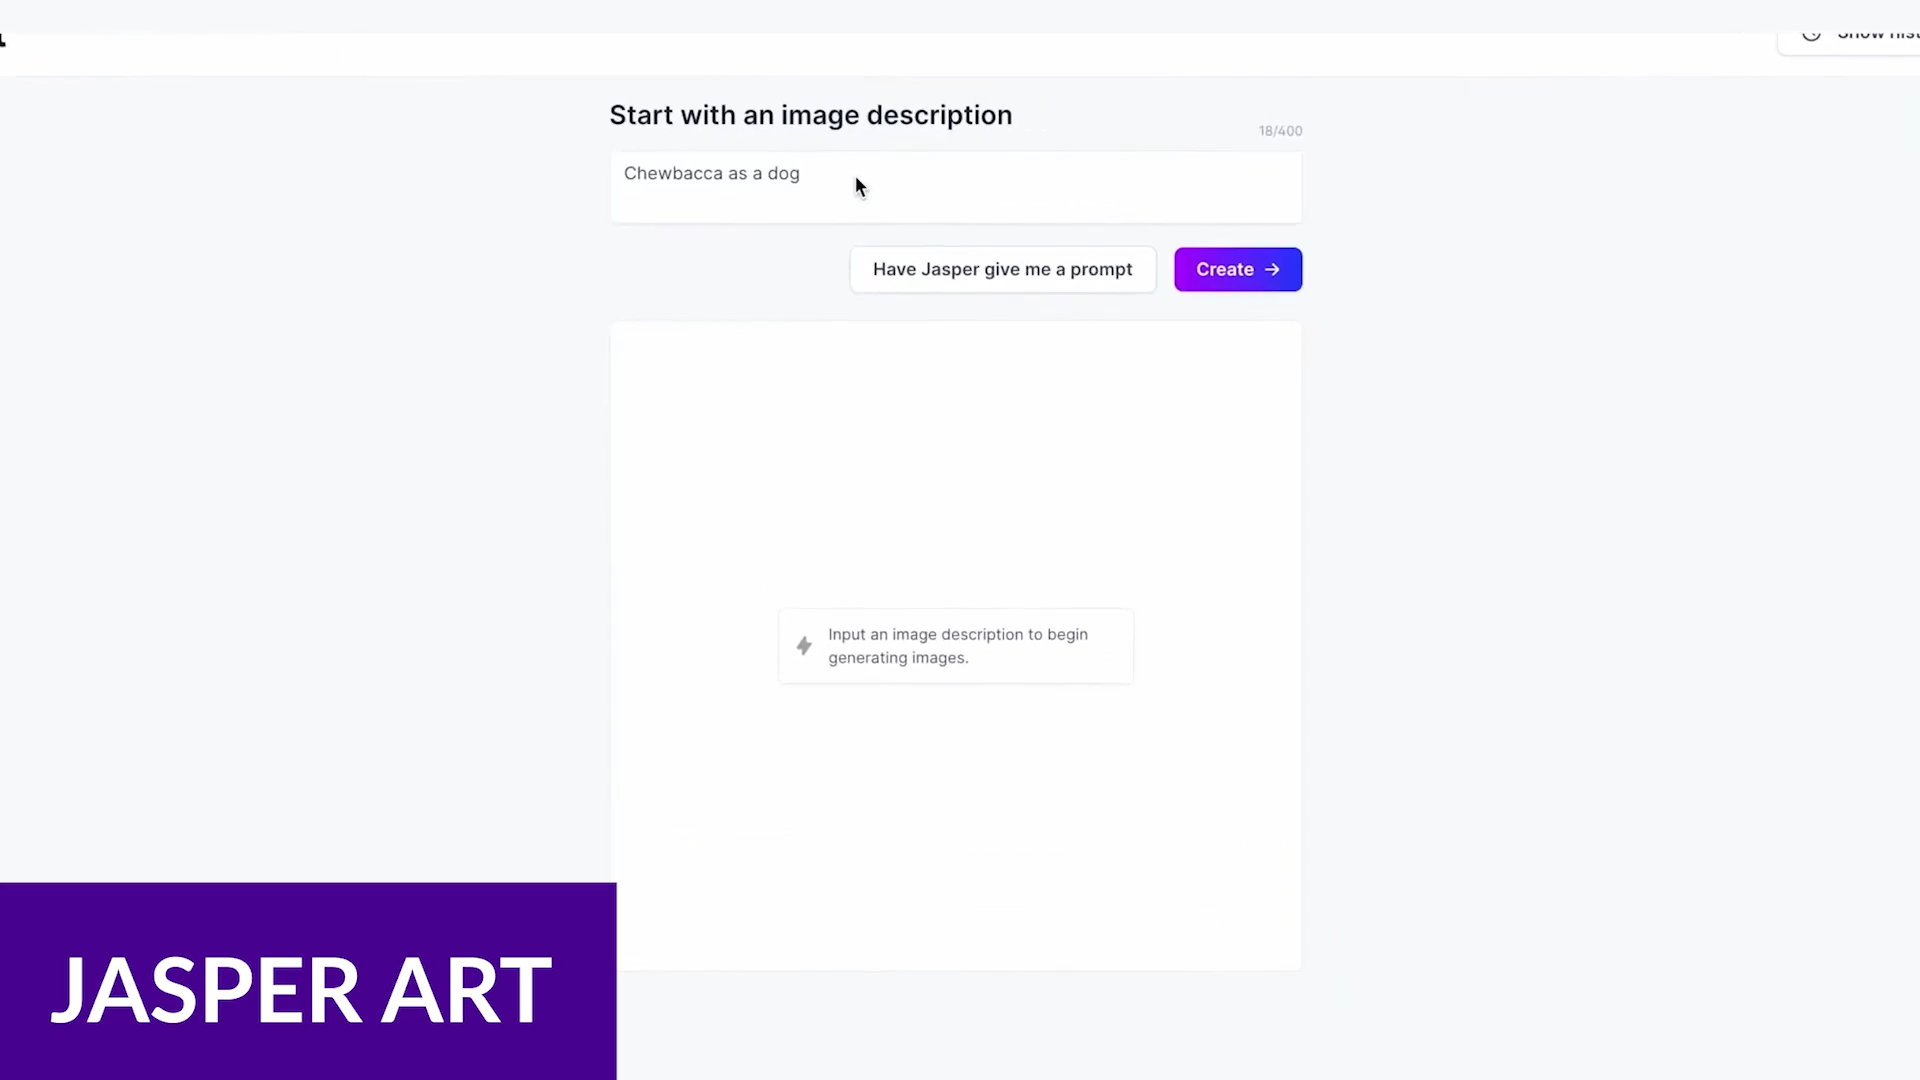 Start with an image description
18/400
Chewbacca as a dog
Have Jasper give me a prompt
Create
Input an image description to begin
generating images.
JASPER ART